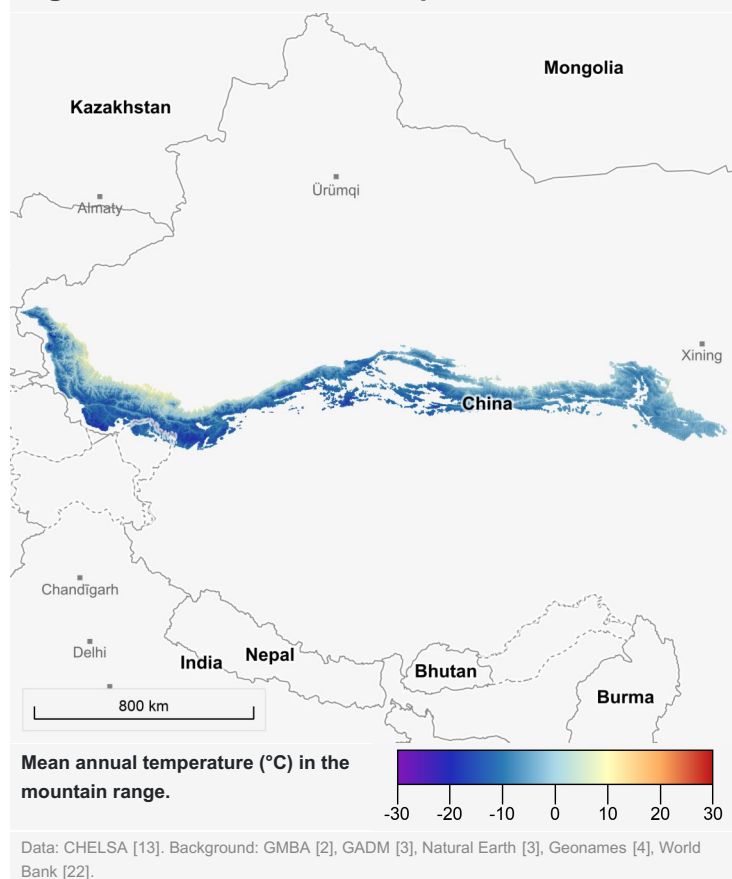 Mongolia
Kazakhstan
Ürümqi
Almaty
Xining
China
Chandīgarh
Delhi
India
Nepal
Bhutan
Burma
800 km
Mean annual temperature (°C) in the
mountain range.
-30 -20 -10 0 10 20 30
Data: CHELSA [13]. Background: GMBA [2], GADM [3], Natural Earth [3], Geonames [4], World
Bank [22].